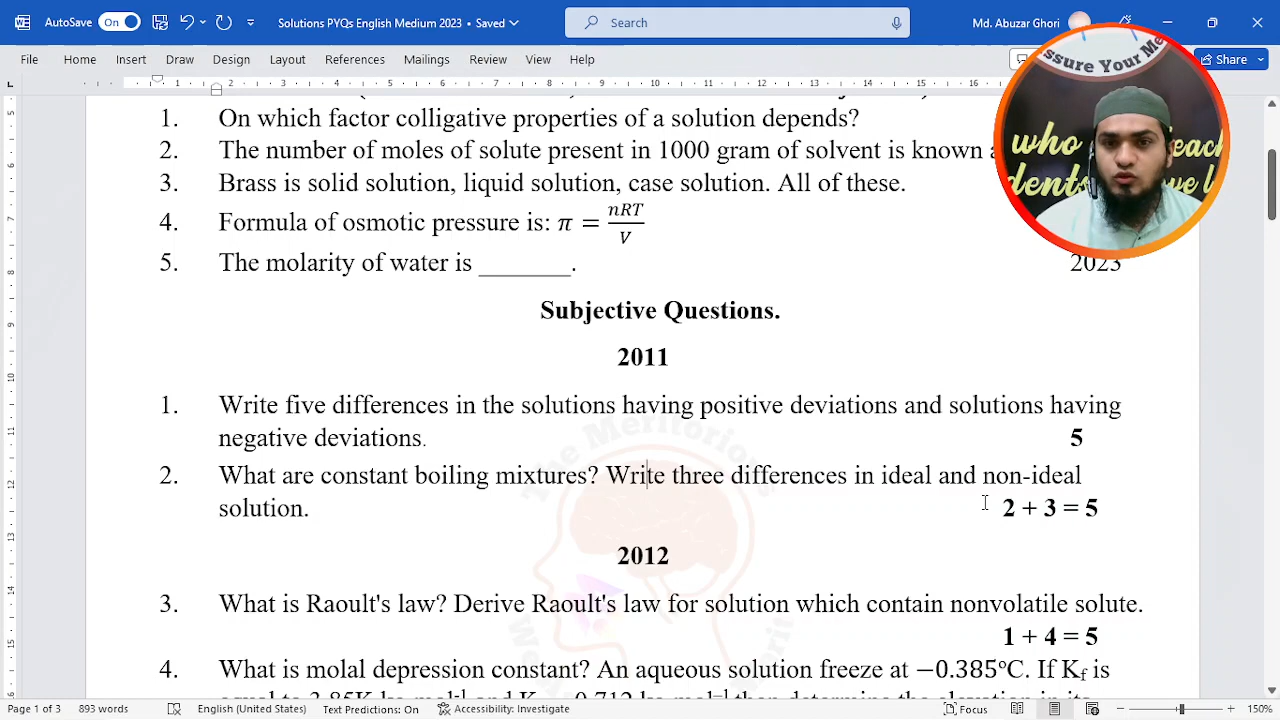 AutoSave On Solutions PYQs English Medium 2023 • Saved Search Md. Abuzar Ghori
File Home Insert Draw Design Layout References Mailings Review View Help Share
ssure Your Me
who each
dents we l
1. On which factor colligative properties of a solution depends?
2. The number of moles of solute present in 1000 gram of solvent is known
3. Brass is solid solution, liquid solution, case solution. All of these.
4. Formula of osmotic pressure is: π = nRT/V
5. The molarity of water is _______. 2023
Subjective Questions.
2011
1. Write five differences in the solutions having positive deviations and solutions having
negative deviations. 5
2. What are constant boiling mixtures? Write three differences in ideal and non-ideal
solution. 2 + 3 = 5
2012
3. What is Raoult's law? Derive Raoult's law for solution which contain nonvolatile solute.
1 + 4 = 5
4. What is molal depression constant? An aqueous solution freeze at −0.385°C. If Kf is
Page 1 of 3 893 words English (United States) Text Predictions: On Accessibility: Investigate Focus 150%